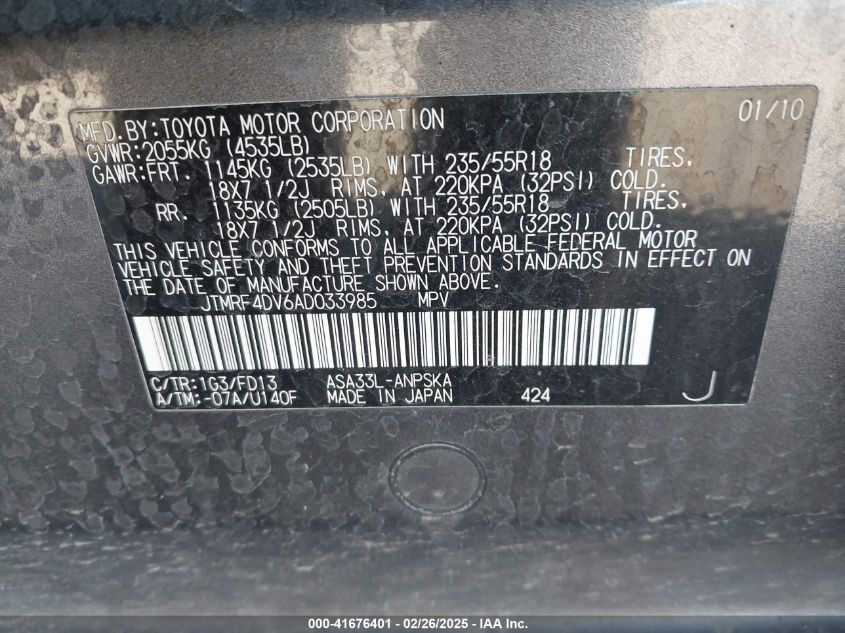 MFD.BY:TOYOTA MOTOR CORPORATION 01/10
GVWR:2055KG (4535LB)
GAWR:FRT. 1145KG (2535LB) WITH 235/55R18 TIRES,
18X7 1/2J RIMS, AT 220KPA (32PSI) COLD.
RR. 1135KG (2505LB) WITH 235/55R18 TIRES,
18X7 1/2J RIMS, AT 220KPA (32PSI) COLD.
THIS VEHICLE CONFORMS TO ALL APPLICABLE FEDERAL MOTOR
VEHICLE SAFETY AND THEFT PREVENTION STANDARDS IN EFFECT ON
THE DATE OF MANUFACTURE SHOWN ABOVE.
JTMRF4DV6AD033985 MPV
C/TR:1G3/FD13 ASA33L-ANPSKA
A/TM:-07A/U140F MADE IN JAPAN 424 J
000-41676401 - 02/26/2025 - IAA Inc.